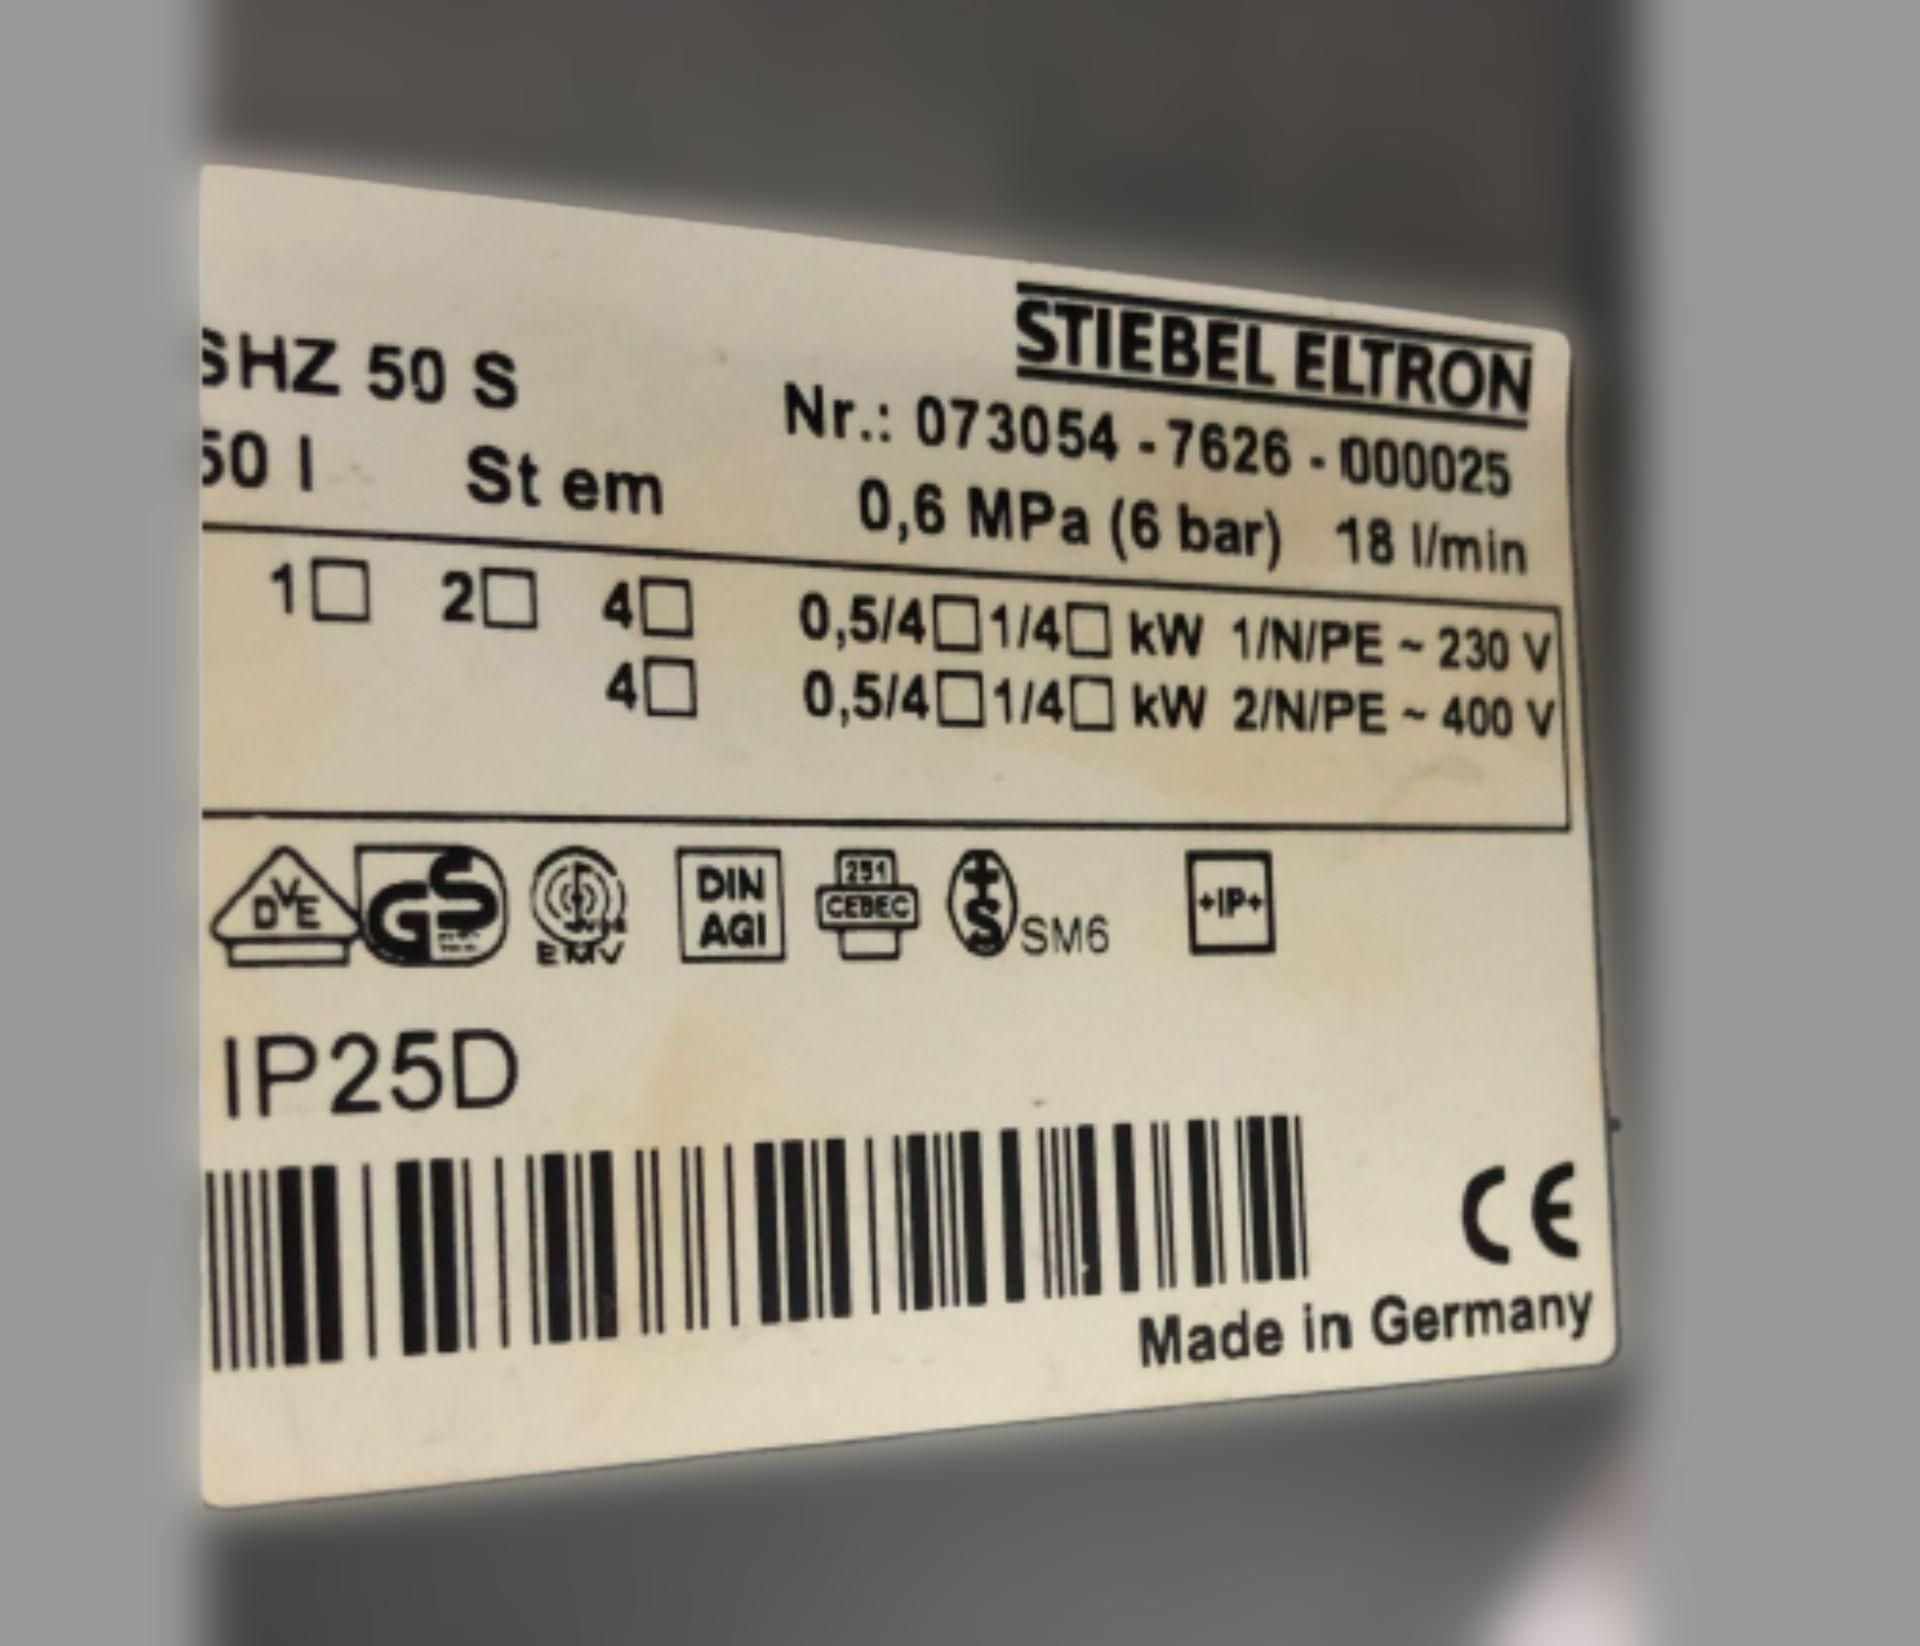 STIEBEL ELTRON
SHZ 50 S
Nr.: 073054 - 7626 - 000025
50 l St em 0,6 MPa (6 bar) 18 l/min
1☐ 2☐ 4☐ 0,5/4☐ 1/4☐ kW 1/N/PE ~ 230 V
4☐ 0,5/4☐ 1/4☐ kW 2/N/PE ~ 400 V
DVE GS EMV DIN AGI 251 CEBEC +S SM6 +IP+
IP25D
CE
Made in Germany